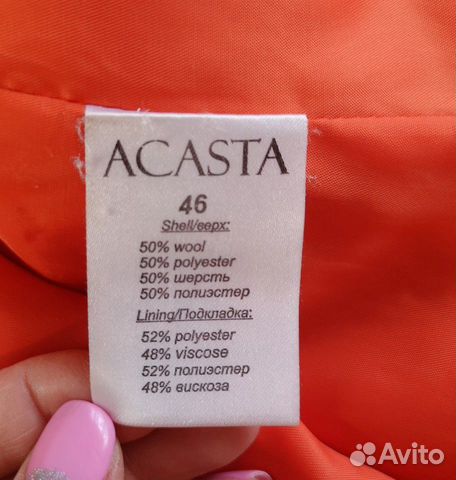 ACASTA
46
Shell/верх:
50% wool
50% polyester
50% шерсть
50% полиэстер
Lining/Подкладка:
52% polyester
48% viscose
52% полиэстер
48% вискоза
Avito